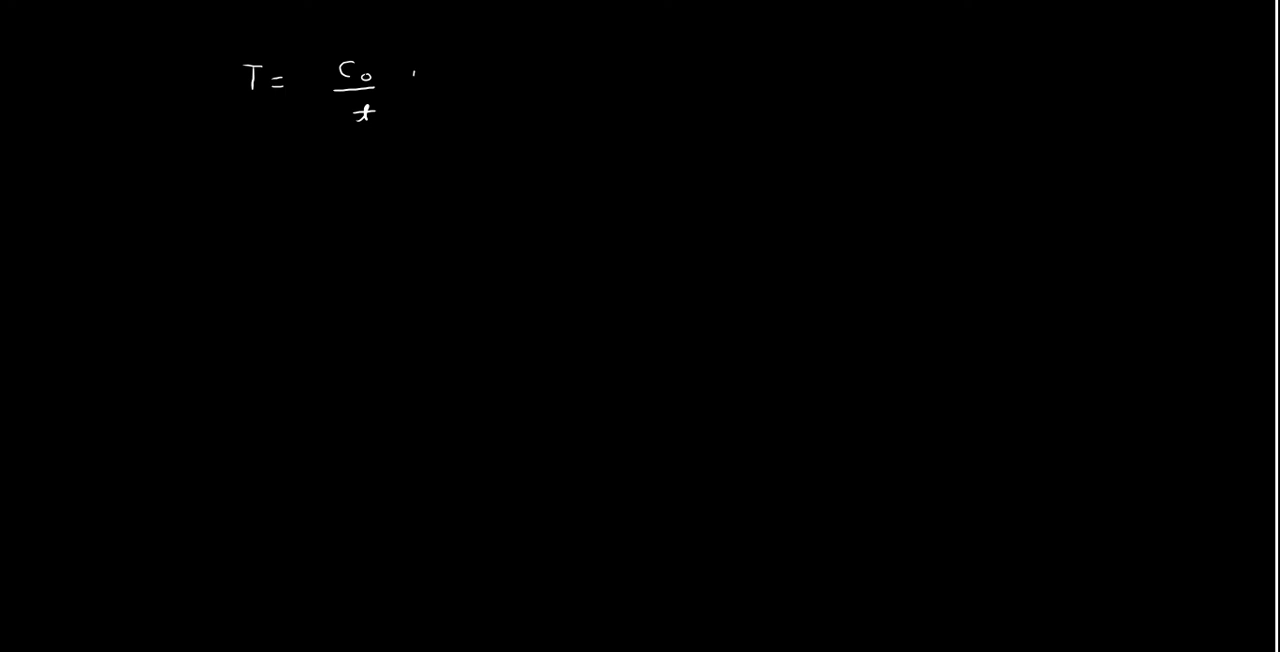 T = C₀ / t